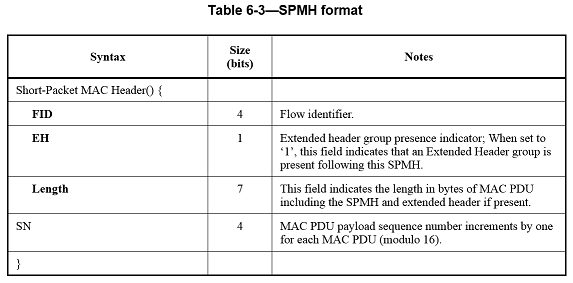 Table 6-3—SPMH format
Syntax
Size
(bits)
Notes
Short-Packet MAC Header() {
FID 4 Flow identifier.
EH 1 Extended header group presence indicator; When set to
‘1’, this field indicates that an Extended Header group is
present following this SPMH.
Length 7 This field indicates the length in bytes of MAC PDU
including the SPMH and extended header if present.
SN 4 MAC PDU payload sequence number increments by one
for each MAC PDU (modulo 16).
}